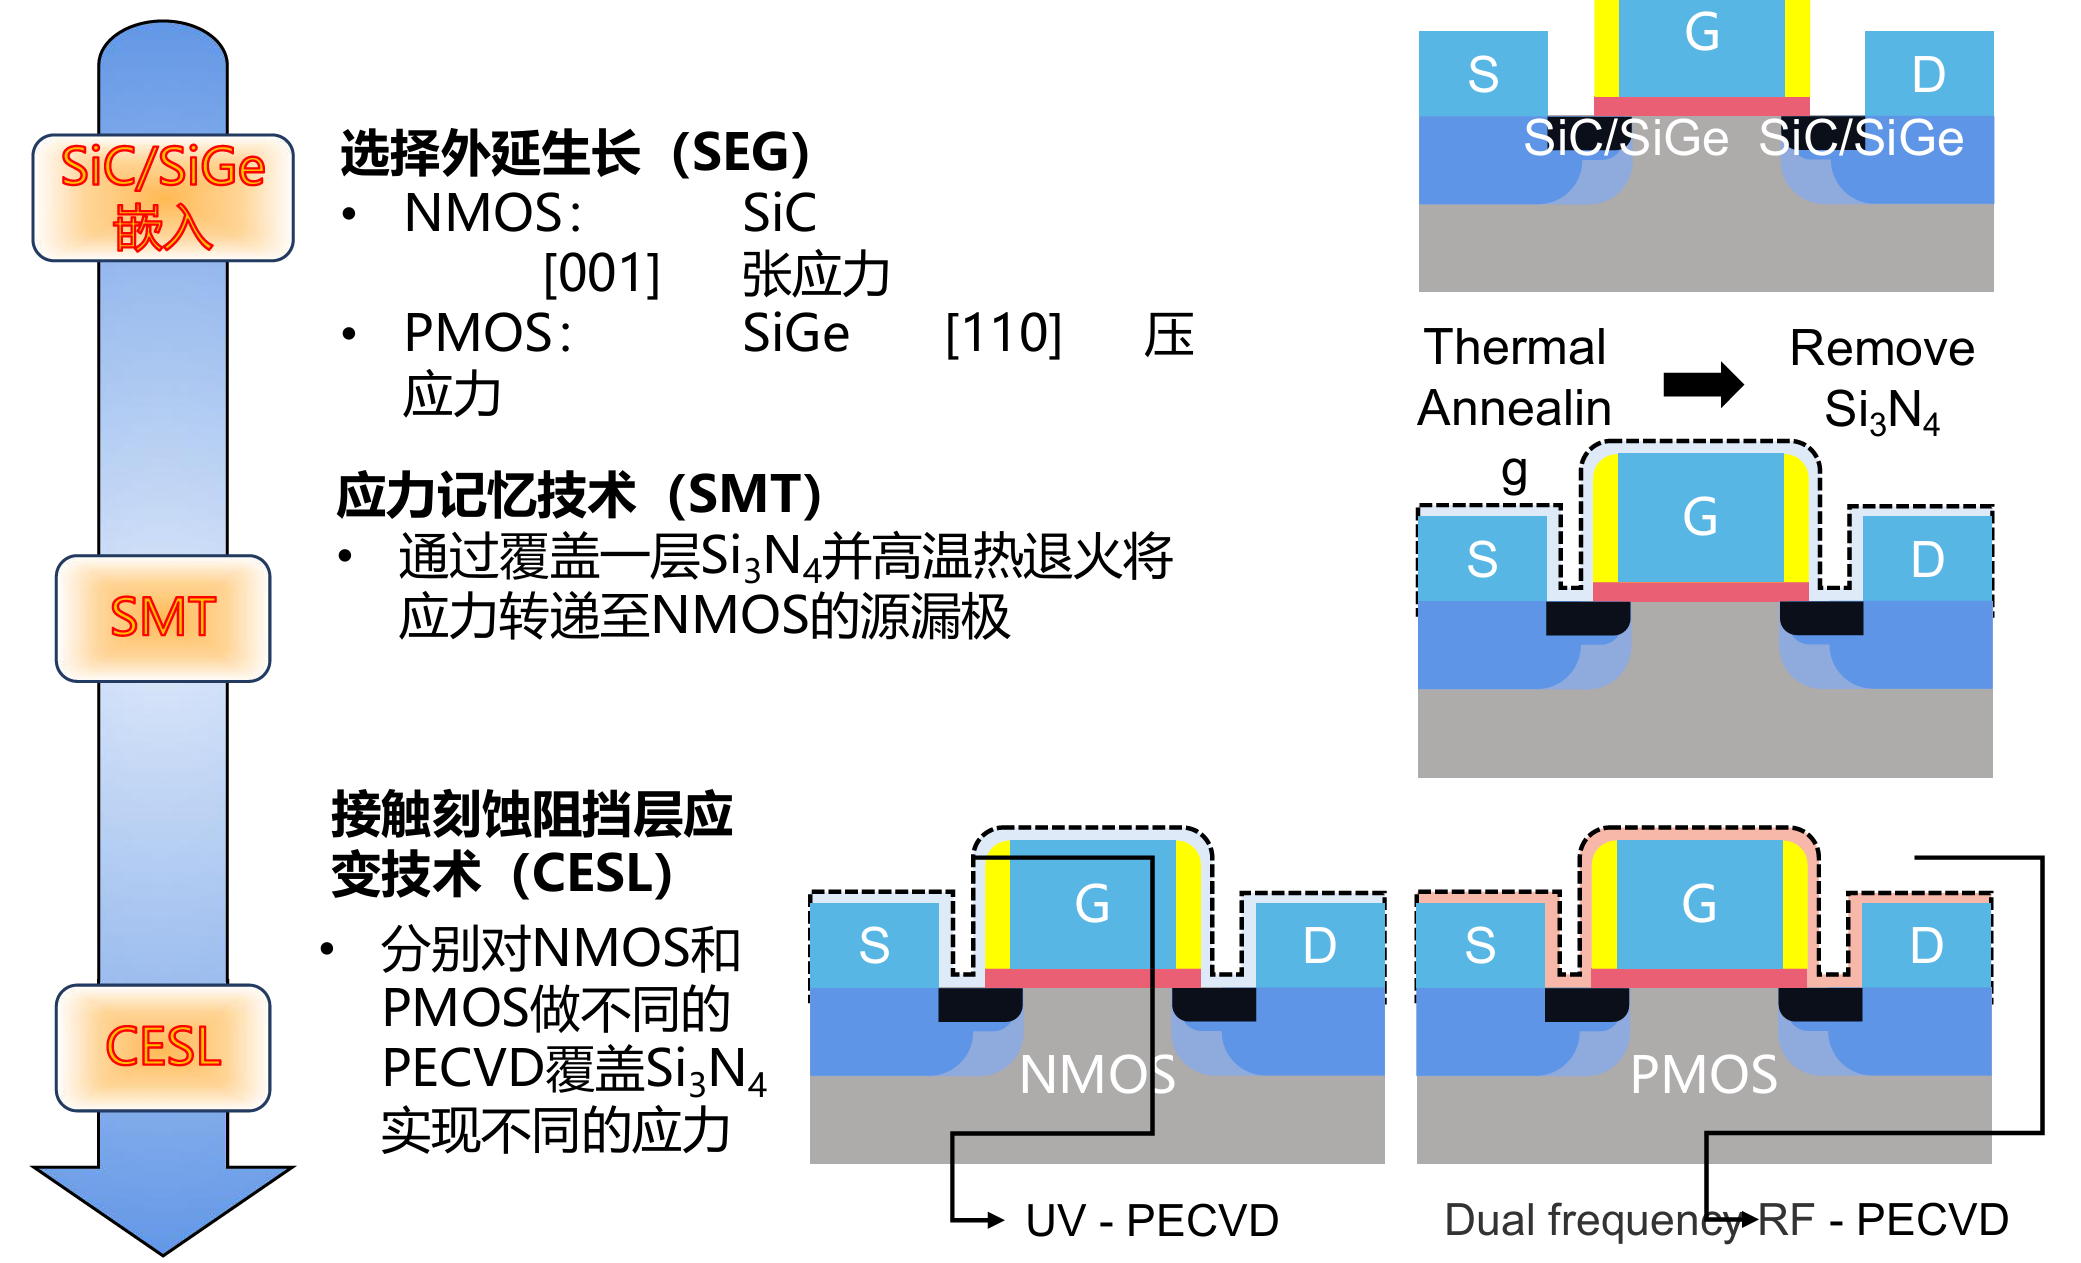 SiC/SiGe
嵌入
SMT
CESL
选择外延生长（SEG）
• NMOS： SiC
[001] 张应力
• PMOS： SiGe [110] 压
应力
应力记忆技术（SMT）
• 通过覆盖一层Si₃N₄并高温热退火将
应力转递至NMOS的源漏极
接触刻蚀阻挡层应
变技术（CESL）
• 分别对NMOS和
PMOS做不同的
PECVD覆盖Si₃N₄
实现不同的应力
G
S
D
SiC/SiGe SiC/SiGe
Thermal
Annealin
g
Remove
Si₃N₄
G
S
D
G
S
D
NMOS
UV - PECVD
G
S
D
PMOS
Dual frequency RF - PECVD